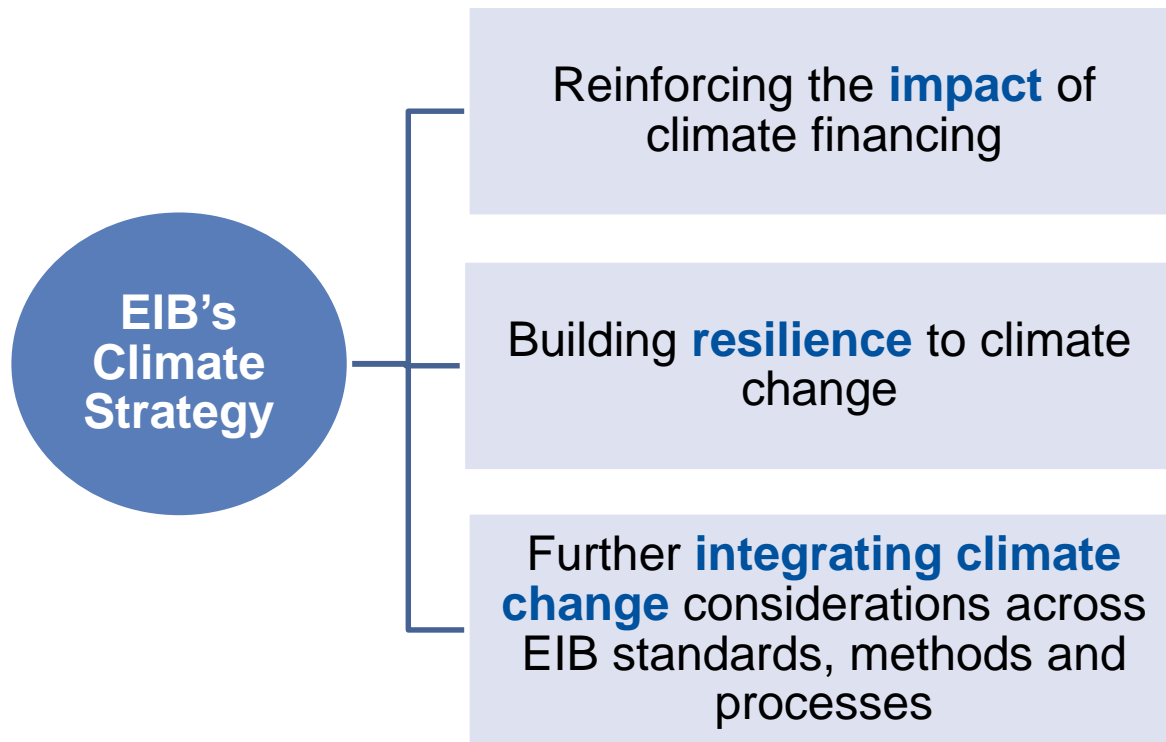 EIB’s
Climate
Strategy
Reinforcing the impact of
climate financing
Building resilience to climate
change
Further integrating climate
change considerations across
EIB standards, methods and
processes